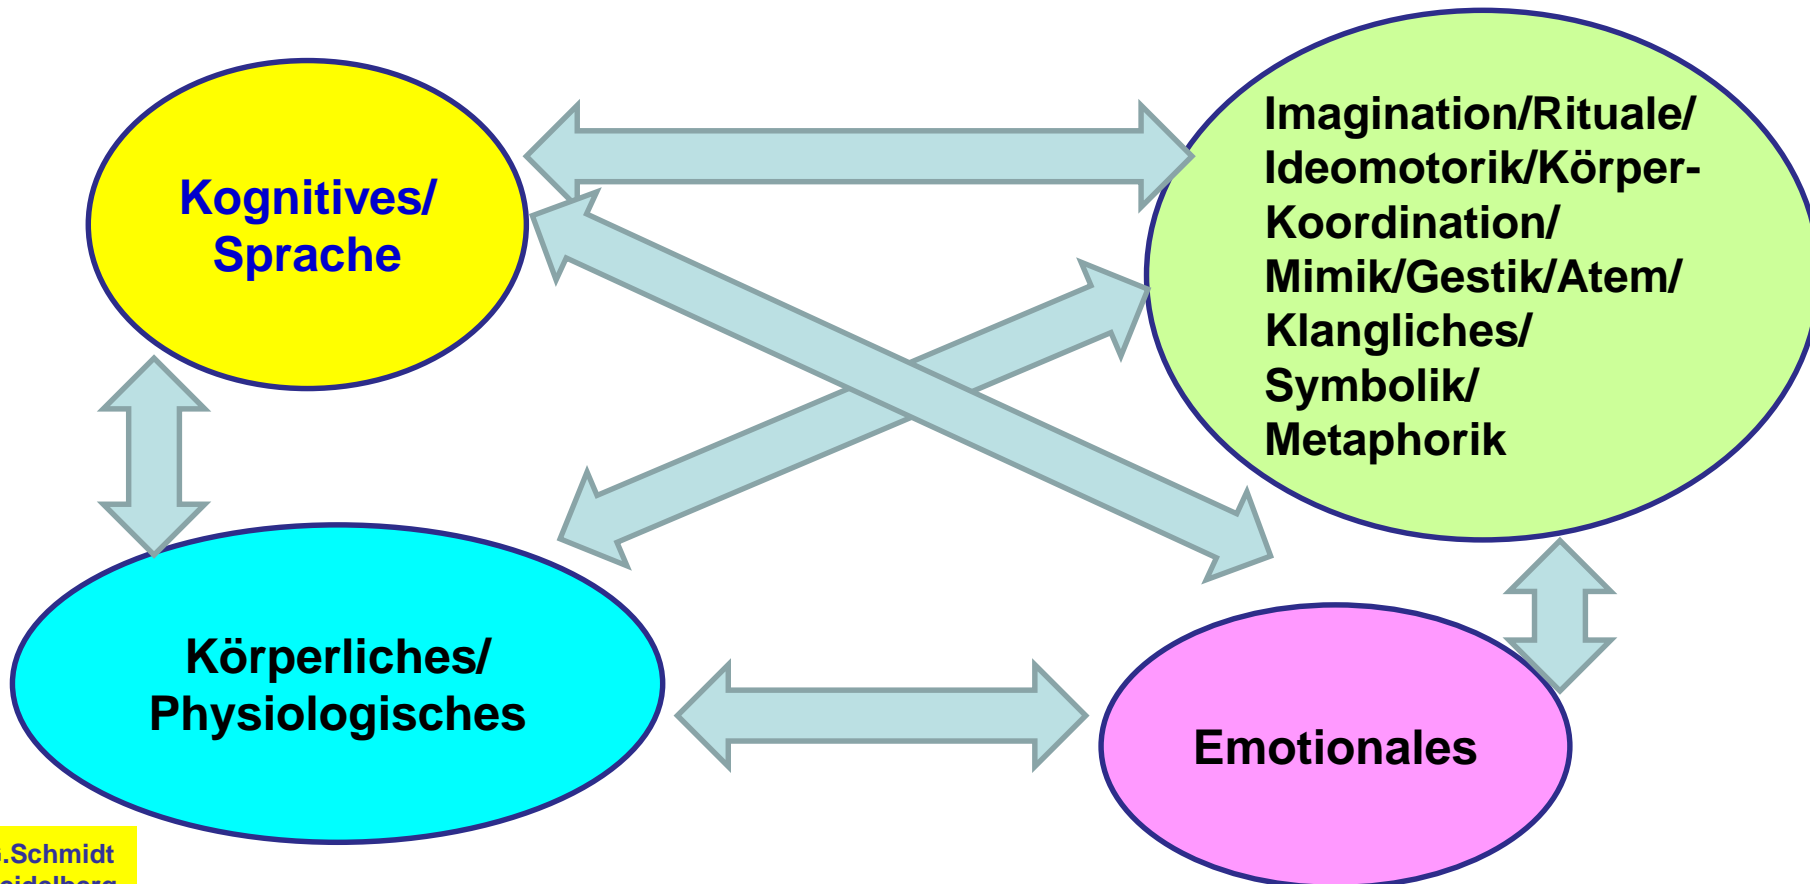 Kognitives/
Sprache
Imagination/Rituale/
Ideomotorik/Körper-
Koordination/
Mimik/Gestik/Atem/
Klangliches/
Symbolik/
Metaphorik
Körperliches/
Physiologisches
Emotionales
.Schmidt